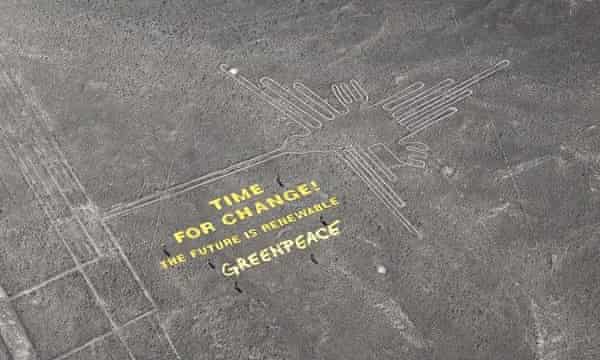 TIME
FOR CHANGE!
THE FUTURE IS RENEWABLE
GREENPEACE